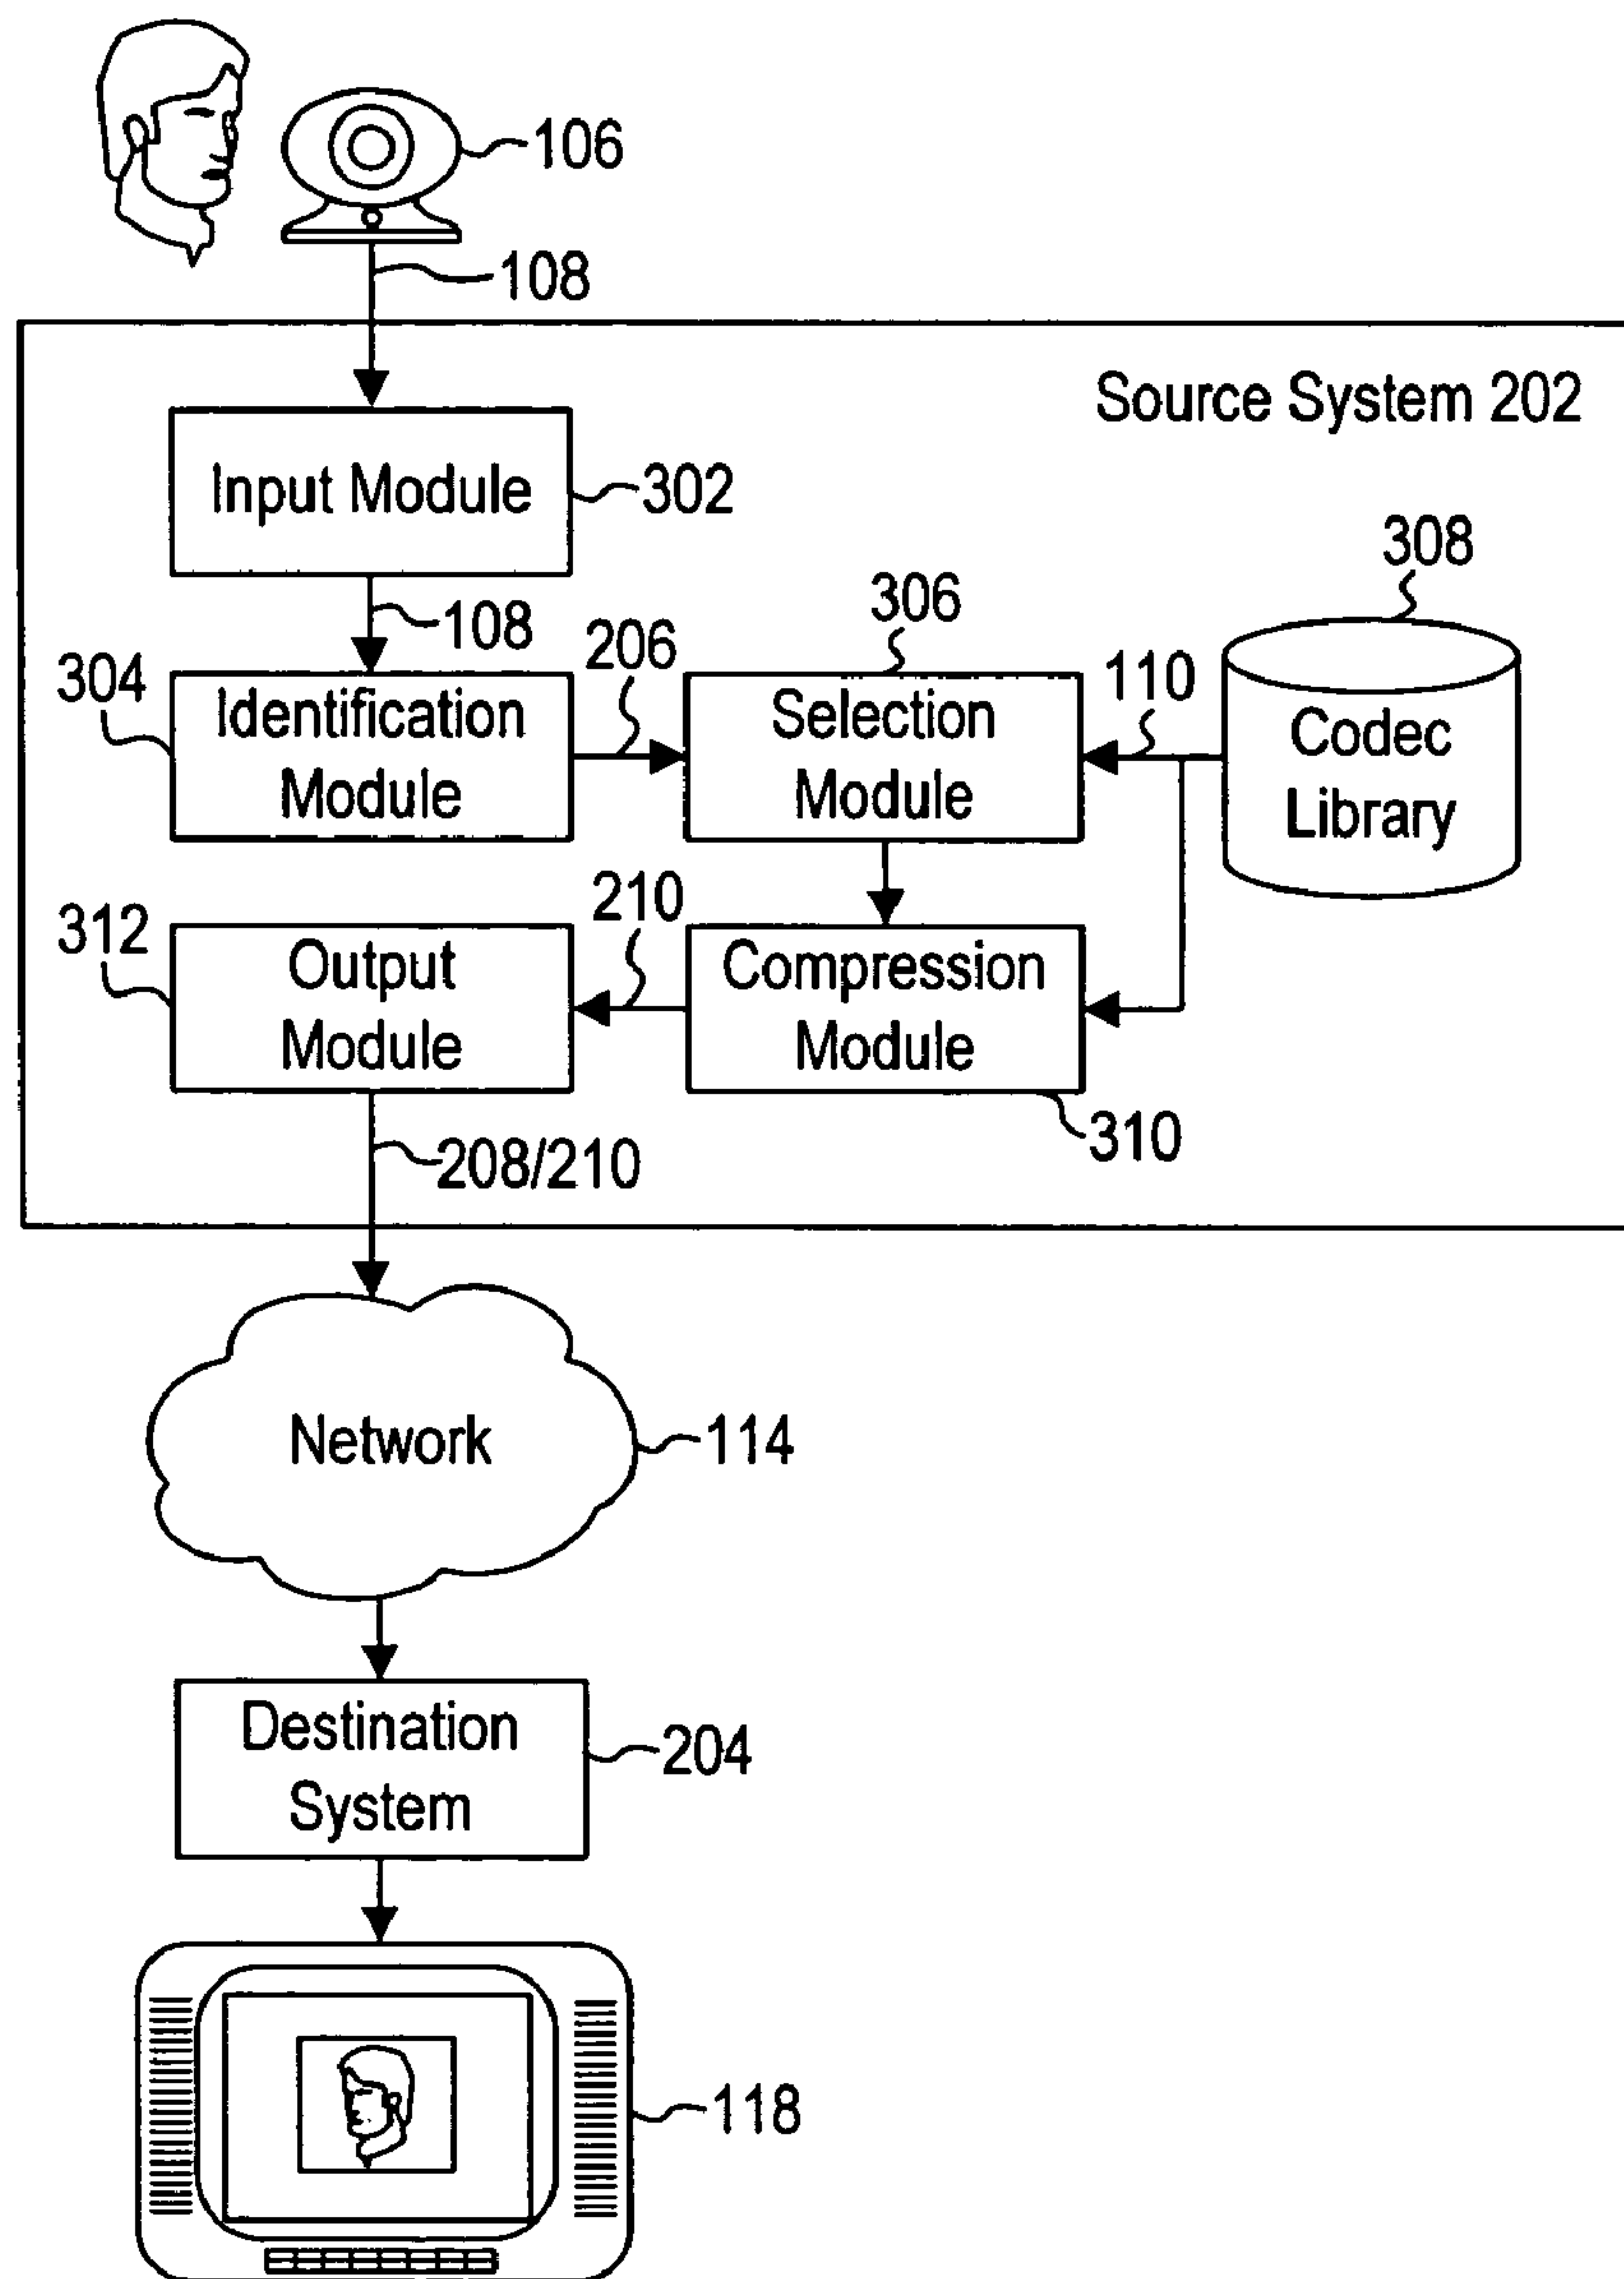 106
108
Source System 202
Input Module
302
308
306
108
206
110
304
Identification
Module
Selection
Module
Codec
Library
210
312
Output
Module
Compression
Module
310
208/210
Network
114
Destination
System
204
118